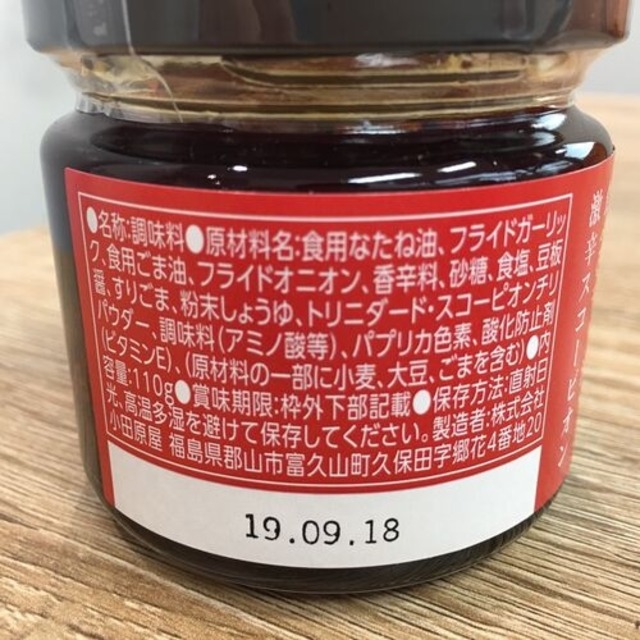 ●名称:調味料●原材料名:食用なたね油、フライドガーリッ
ク、食用ごま油、フライドオニオン、香辛料、砂糖、食塩、豆板
醤、すりごま、粉末しょうゆ、トリニダード・スコーピオンチリ
パウダー、調味料(アミノ酸等)、パプリカ色素、酸化防止剤
(ビタミンE)、(原材料の一部に小麦、大豆、ごまを含む)●内
容量:110g●賞味期限:枠外下部記載●保存方法:直射日
光、高温多湿を避けて保存してください。製造者:株式会社
小田原屋 福島県郡山市富久山町久保田字郷花4番地20
19.09.18
激辛スコーピオン